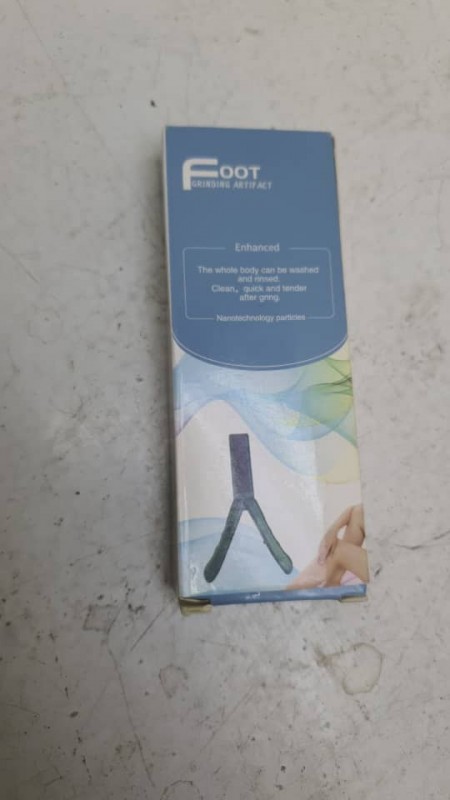 FOOT
GRINDING ARTIFACT
Enhanced
The whole body can be washed
and rinsed.
Clean, quick and tender
after gring.
Nanotechnology particles